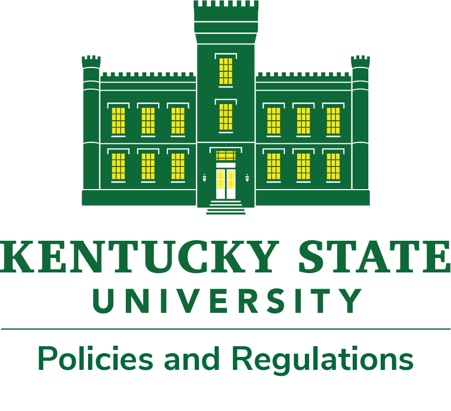 KENTUCKY STATE
UNIVERSITY
Policies and Regulations